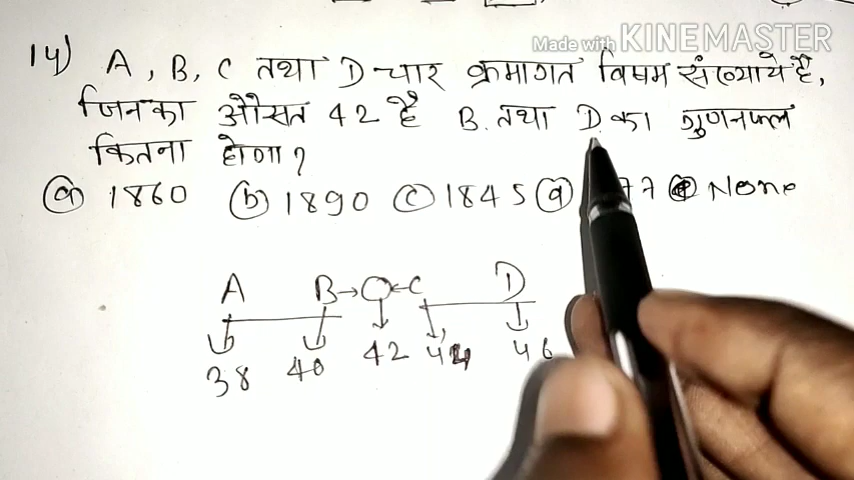 Made with KINEMASTER
14) A, B, C तथा D चार क्रमागत विषम संख्याये है,
जिनका औसत 42 है B. तथा D का गुणनफल
कितना होगा?
(a) 1860 (b) 1890 (c) 1845 (d) 77 (e) None
A B → ← C D
38 40 42 44 46